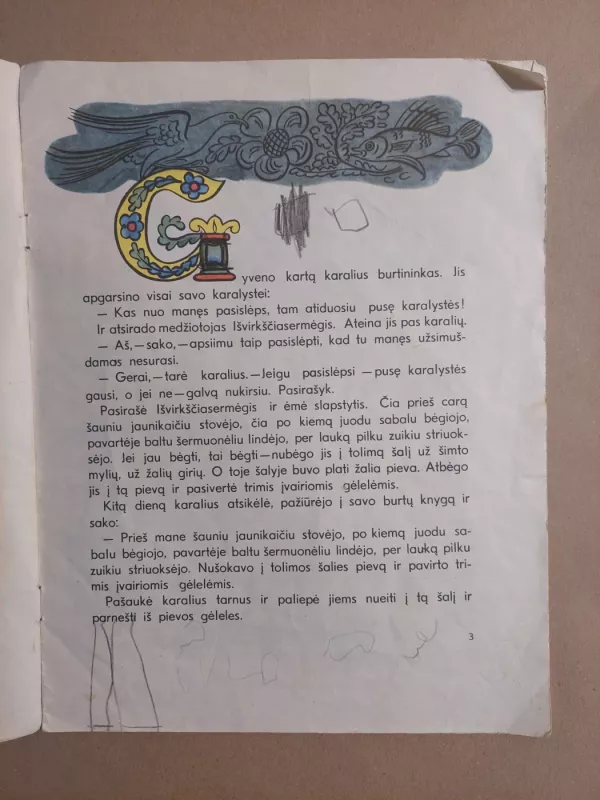 Gyveno kartą karalius burtininkas. Jis
apgarsino visai savo karalystei:
— Kas nuo manęs pasislėps, tam atiduosiu pusę karalystės!
Ir atsirado medžiotojas Išvirkščiasermėgis. Ateina jis pas karalių.
— Aš,—sako,—apsiimu taip pasislėpti, kad tu manęs užsimuš-
damas nesurasi.
— Gerai,—tarė karalius.—Jeigu pasislėpsi —pusę karalystės
gausi, o jei ne—galvą nukirsiu. Pasirašyk.
Pasirašė Išvirkščiasermėgis ir ėmė slapstytis. Čia prieš carą
šauniu jaunikaičiu stovėjo, čia po kiemą juodu sabalu bėgiojo,
pavartėje baltu šermuonėliu lindėjo, per lauką pilku zuikiu striuok-
sėjo. Jei jau bėgti, tai bėgti—nubėgo jis į tolimą šalį už šimto
mylių, už žalių girių. O toje šalyje buvo plati žalia pieva. Atbėgo
jis į tą pievą ir pasivertė trimis įvairiomis gėlelėmis.
Kitą dieną karalius atsikėlė, pažiūrėjo į savo burtų knygą ir
sako:
— Prieš mane šauniu jaunikaičiu stovėjo, po kiemą juodu sa-
balu bėgiojo, pavartėje baltu šermuonėliu lindėjo, per lauką pilku
zuikiu striuoksėjo. Nušokavo į tolimos šalies pievą ir pavirto tri-
mis įvairiomis gėlelėmis.
Pašaukė karalius tarnus ir paliepė jiems nueiti į tą šalį ir
parnešti iš pievos gėleles.
3